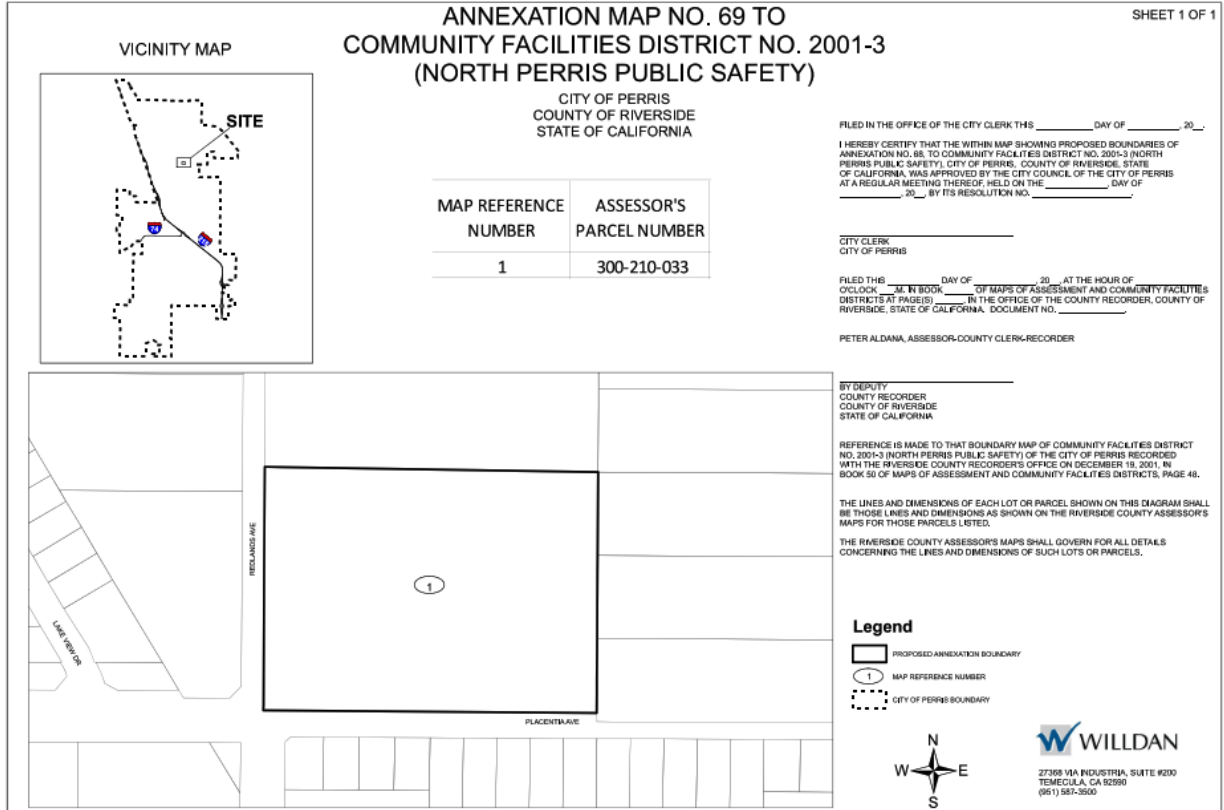 ANNEXATION MAP NO. 69 TO
COMMUNITY FACILITIES DISTRICT NO. 2001-3
(NORTH PERRIS PUBLIC SAFETY)
CITY OF PERRIS
COUNTY OF RIVERSIDE
STATE OF CALIFORNIA
SHEET 1 OF 1
VICINITY MAP
SITE
74
MAP REFERENCE NUMBER
ASSESSOR'S PARCEL NUMBER
1
300-210-033
FILED IN THE OFFICE OF THE CITY CLERK THIS ________ DAY OF ________, 20__.
I HEREBY CERTIFY THAT THE WITHIN MAP SHOWING PROPOSED BOUNDARIES OF
ANNEXATION NO. 68, TO COMMUNITY FACILITIES DISTRICT NO. 2001-3 (NORTH
PERRIS PUBLIC SAFETY), CITY OF PERRIS, COUNTY OF RIVERSIDE, STATE
OF CALIFORNIA, WAS APPROVED BY THE CITY COUNCIL OF THE CITY OF PERRIS
AT A REGULAR MEETING THEREOF, HELD ON THE ________, DAY OF
________, 20__, BY ITS RESOLUTION NO. ________.
CITY CLERK
CITY OF PERRIS
FILED THIS ________ DAY OF ________, 20__, AT THE HOUR OF ________
O'CLOCK ___.M. IN BOOK _____ OF MAPS OF ASSESSMENT AND COMMUNITY FACILITIES
DISTRICTS AT PAGE(S) _____, IN THE OFFICE OF THE COUNTY RECORDER, COUNTY OF
RIVERSIDE, STATE OF CALIFORNIA. DOCUMENT NO. ________.
PETER ALDANA, ASSESSOR-COUNTY CLERK-RECORDER
BY DEPUTY
COUNTY RECORDER
COUNTY OF RIVERSIDE
STATE OF CALIFORNIA
REFERENCE IS MADE TO THAT BOUNDARY MAP OF COMMUNITY FACILITIES DISTRICT
NO. 2001-3 (NORTH PERRIS PUBLIC SAFETY) OF THE CITY OF PERRIS RECORDED
WITH THE RIVERSIDE COUNTY RECORDER'S OFFICE ON DECEMBER 19, 2001, IN
BOOK 50 OF MAPS OF ASSESSMENT AND COMMUNITY FACILITIES DISTRICTS, PAGE 48.
THE LINES AND DIMENSIONS OF EACH LOT OR PARCEL SHOWN ON THIS DIAGRAM SHALL
BE THOSE LINES AND DIMENSIONS AS SHOWN ON THE RIVERSIDE COUNTY ASSESSOR'S
MAPS FOR THOSE PARCELS LISTED.
THE RIVERSIDE COUNTY ASSESSOR'S MAPS SHALL GOVERN FOR ALL DETAILS
CONCERNING THE LINES AND DIMENSIONS OF SUCH LOTS OR PARCELS.
REDLANDS AVE
1
LAKE VIEW DR
PLACENTIA AVE
Legend
PROPOSED ANNEXATION BOUNDARY
1 MAP REFERENCE NUMBER
CITY OF PERRIS BOUNDARY
N
W E
S
WILLDAN
27368 VIA INDUSTRIA, SUITE #200
TEMECULA, CA 92590
(951) 587-3500